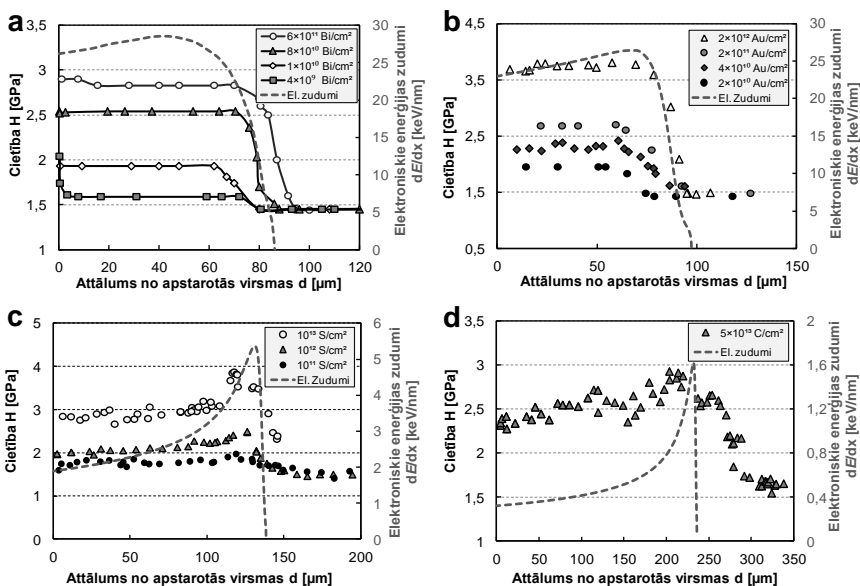 a
Cietība H [GPa]
3,5
3
2,5
2
1,5
1
6×10¹¹ Bi/cm²
8×10¹⁰ Bi/cm²
1×10¹⁰ Bi/cm²
4×10⁹ Bi/cm²
El. zudumi
30
25
20
15
10
5
0
Elektroniskie enerģijas zudumi
dE/dx [keV/nm]
0 20 40 60 80 100 120
Attālums no apstarotās virsmas d [µm]
b
Cietība H [GPa]
4,5
3,5
2,5
1,5
0,5
2×10¹² Au/cm²
2×10¹¹ Au/cm²
4×10¹⁰ Au/cm²
2×10¹⁰ Au/cm²
El. Zudumi
30
25
20
15
10
5
0
Elektroniskie enerģijas zudumi
dE/dx [keV/nm]
0 50 100 150
Attālums no apstarotās virsmas d [µm]
c
Cietība H [GPa]
5
4
3
2
1
0
10¹³ S/cm²
10¹² S/cm²
10¹¹ S/cm²
El. Zudumi
6
5
4
3
2
1
0
Elektroniskie enerģijas zudumi
dE/dx [keV/nm]
0 50 100 150 200
Attālums no apstarotās virsmas d [µm]
d
Cietība H [GPa]
3,5
3
2,5
2
1,5
1
5×10¹³ C/cm²
El. zudumi
2
1,6
1,2
0,8
0,4
0
Elektroniskie enerģijas zudumi
dE/dx [keV/nm]
0 50 100 150 200 250 300 350
Attālums no apstarotās virsmas d [µm]